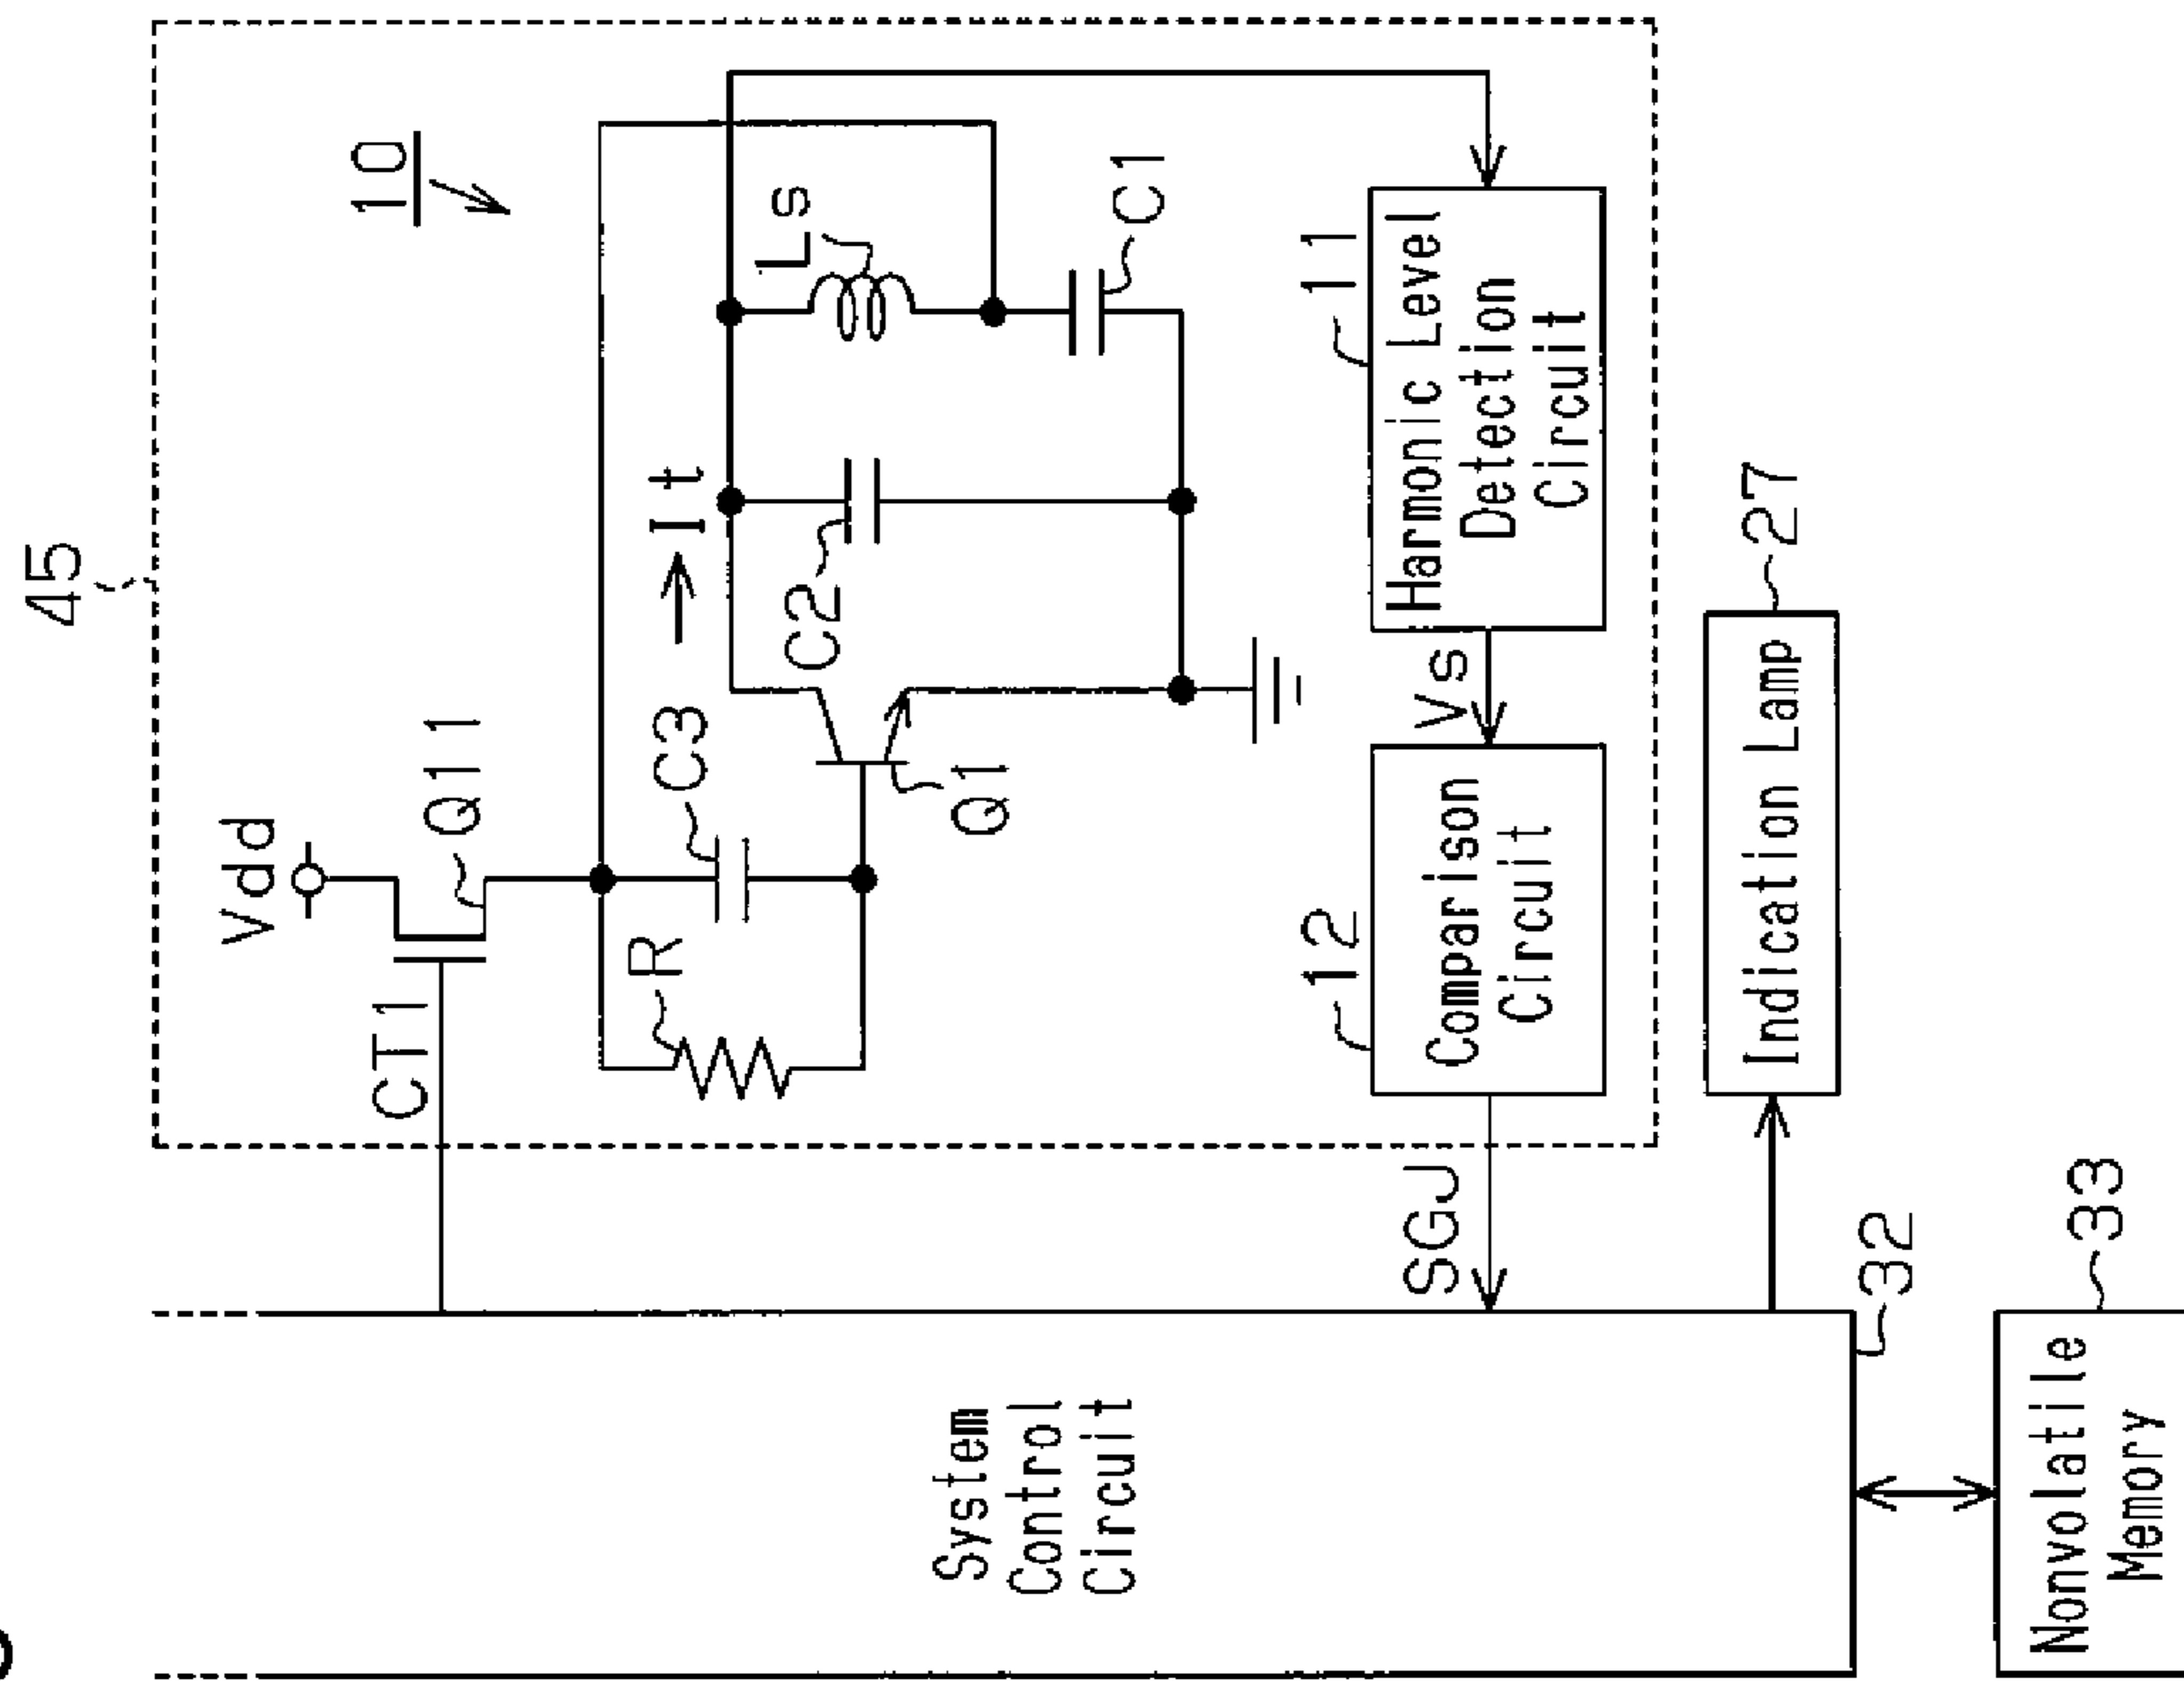 45
10
Vdd
Q11
CT1
R
C3
It
C2
Ls
C1
Q1
System
Control
Circuit
SGJ
12
Comparison
Circuit
Vs
11
Harmonic Level
Detection
Circuit
32
Indication Lamp
27
Nonvolatile
Memory
33